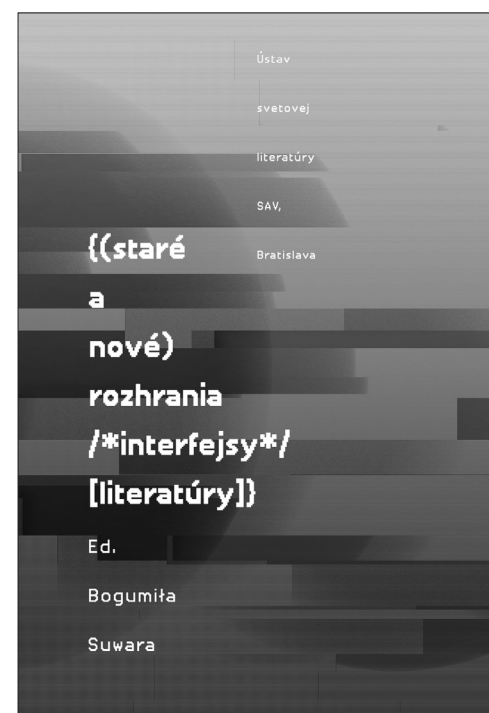 Ústav
svetovej
literatúry
SAV,
Bratislava
{(staré
a
nové)
rozhrania
/*interfejsy*/
[literatúry]}
Ed.
Bogumiła
Suwara